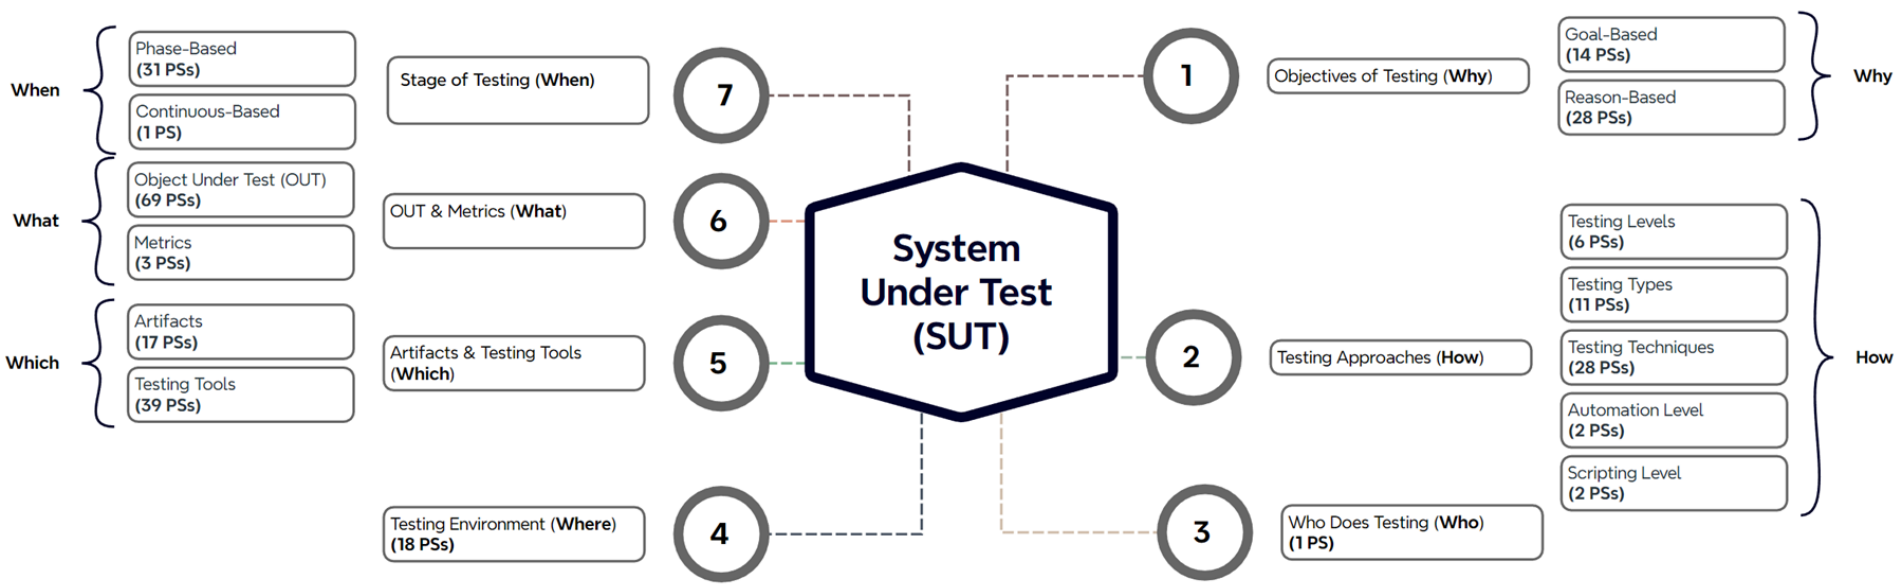 When
Phase-Based
(31 PSs)
Continuous-Based
(1 PS)
Stage of Testing (When)
7
What
Object Under Test (OUT)
(69 PSs)
Metrics
(3 PSs)
OUT & Metrics (What)
6
Which
Artifacts
(17 PSs)
Testing Tools
(39 PSs)
Artifacts & Testing Tools
(Which)
5
Testing Environment (Where)
(18 PSs)
4
System
Under Test
(SUT)
1
Objectives of Testing (Why)
Goal-Based
(14 PSs)
Reason-Based
(28 PSs)
Why
2
Testing Approaches (How)
Testing Levels
(6 PSs)
Testing Types
(11 PSs)
Testing Techniques
(28 PSs)
Automation Level
(2 PSs)
Scripting Level
(2 PSs)
How
3
Who Does Testing (Who)
(1 PS)